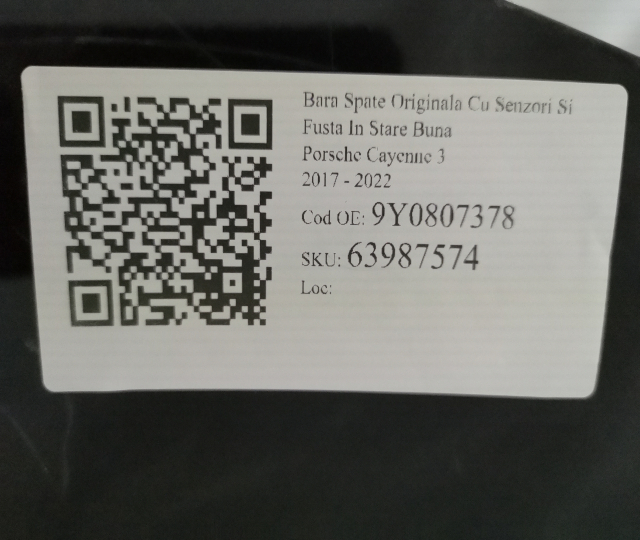 Bara Spate Originala Cu Senzori Si
Fusta In Stare Buna
Porsche Cayenne 3
2017 - 2022
Cod OE: 9Y0807378
SKU: 63987574
Loc: